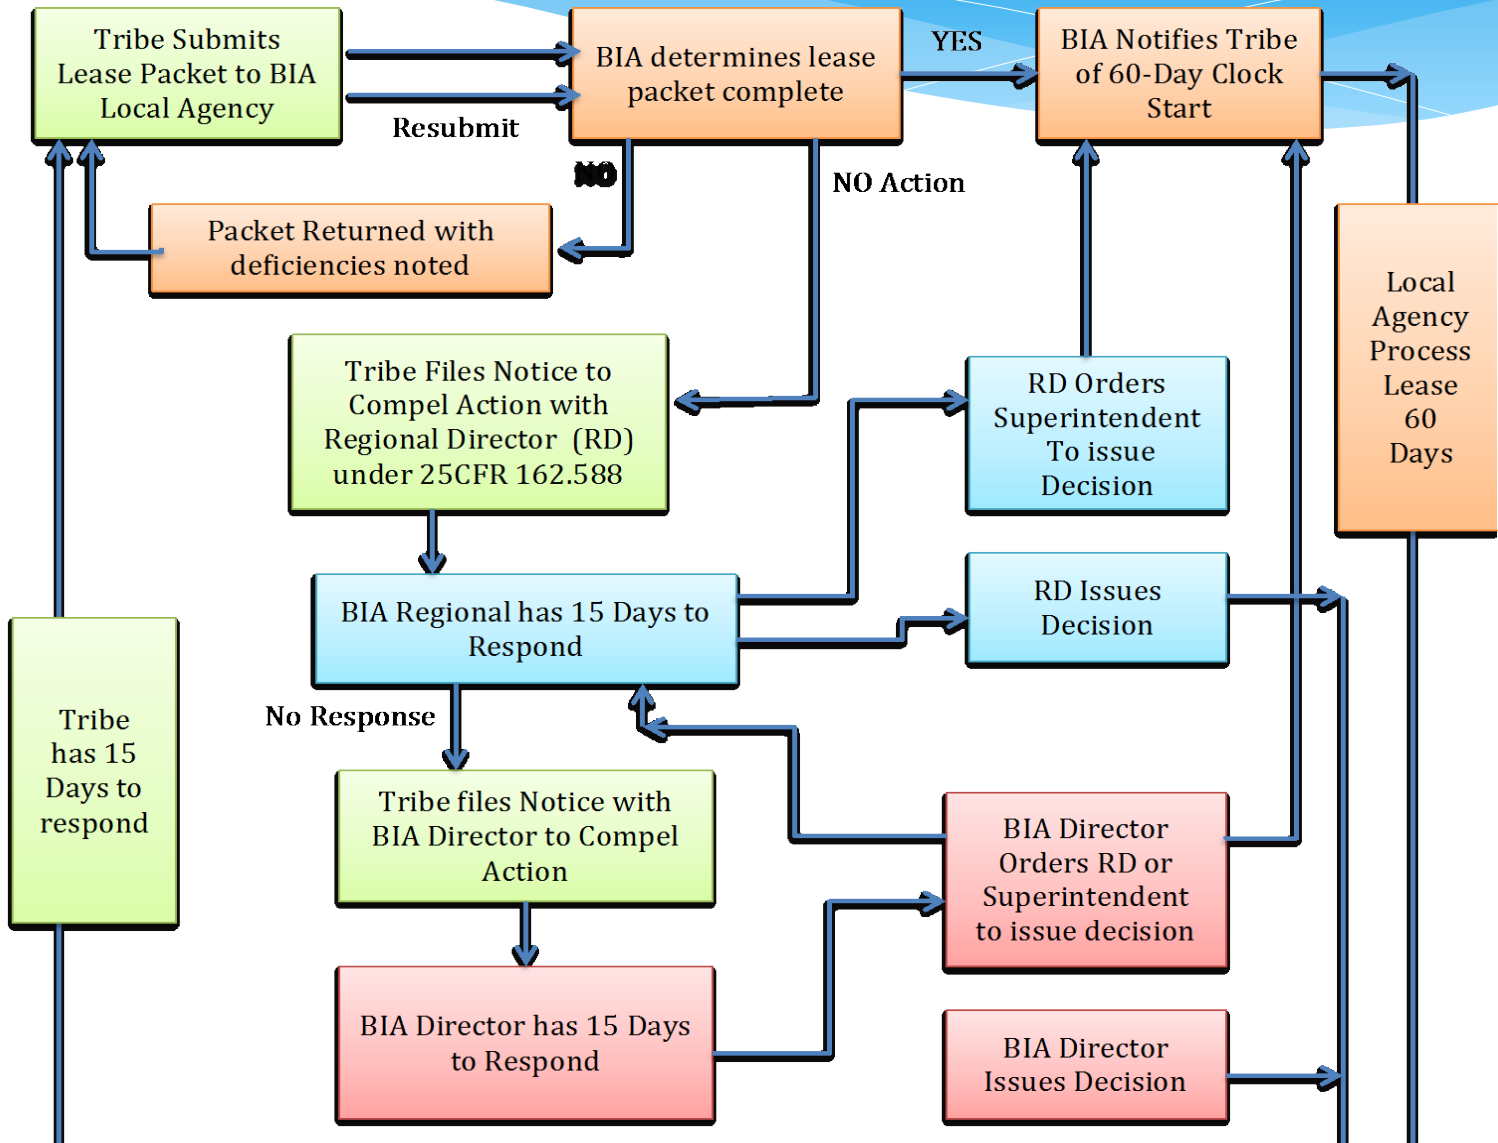 Tribe Submits
Lease Packet to BIA
Local Agency
BIA determines lease
packet complete
YES
BIA Notifies Tribe
of 60-Day Clock
Start
Resubmit
NO
NO Action
Packet Returned with
deficiencies noted
Local
Agency
Process
Lease
60
Days
Tribe Files Notice to
Compel Action with
Regional Director (RD)
under 25CFR 162.588
RD Orders
Superintendent
To issue
Decision
BIA Regional has 15 Days to
Respond
RD Issues
Decision
No Response
Tribe
has 15
Days to
respond
Tribe files Notice with
BIA Director to Compel
Action
BIA Director
Orders RD or
Superintendent
to issue decision
BIA Director has 15 Days
to Respond
BIA Director
Issues Decision